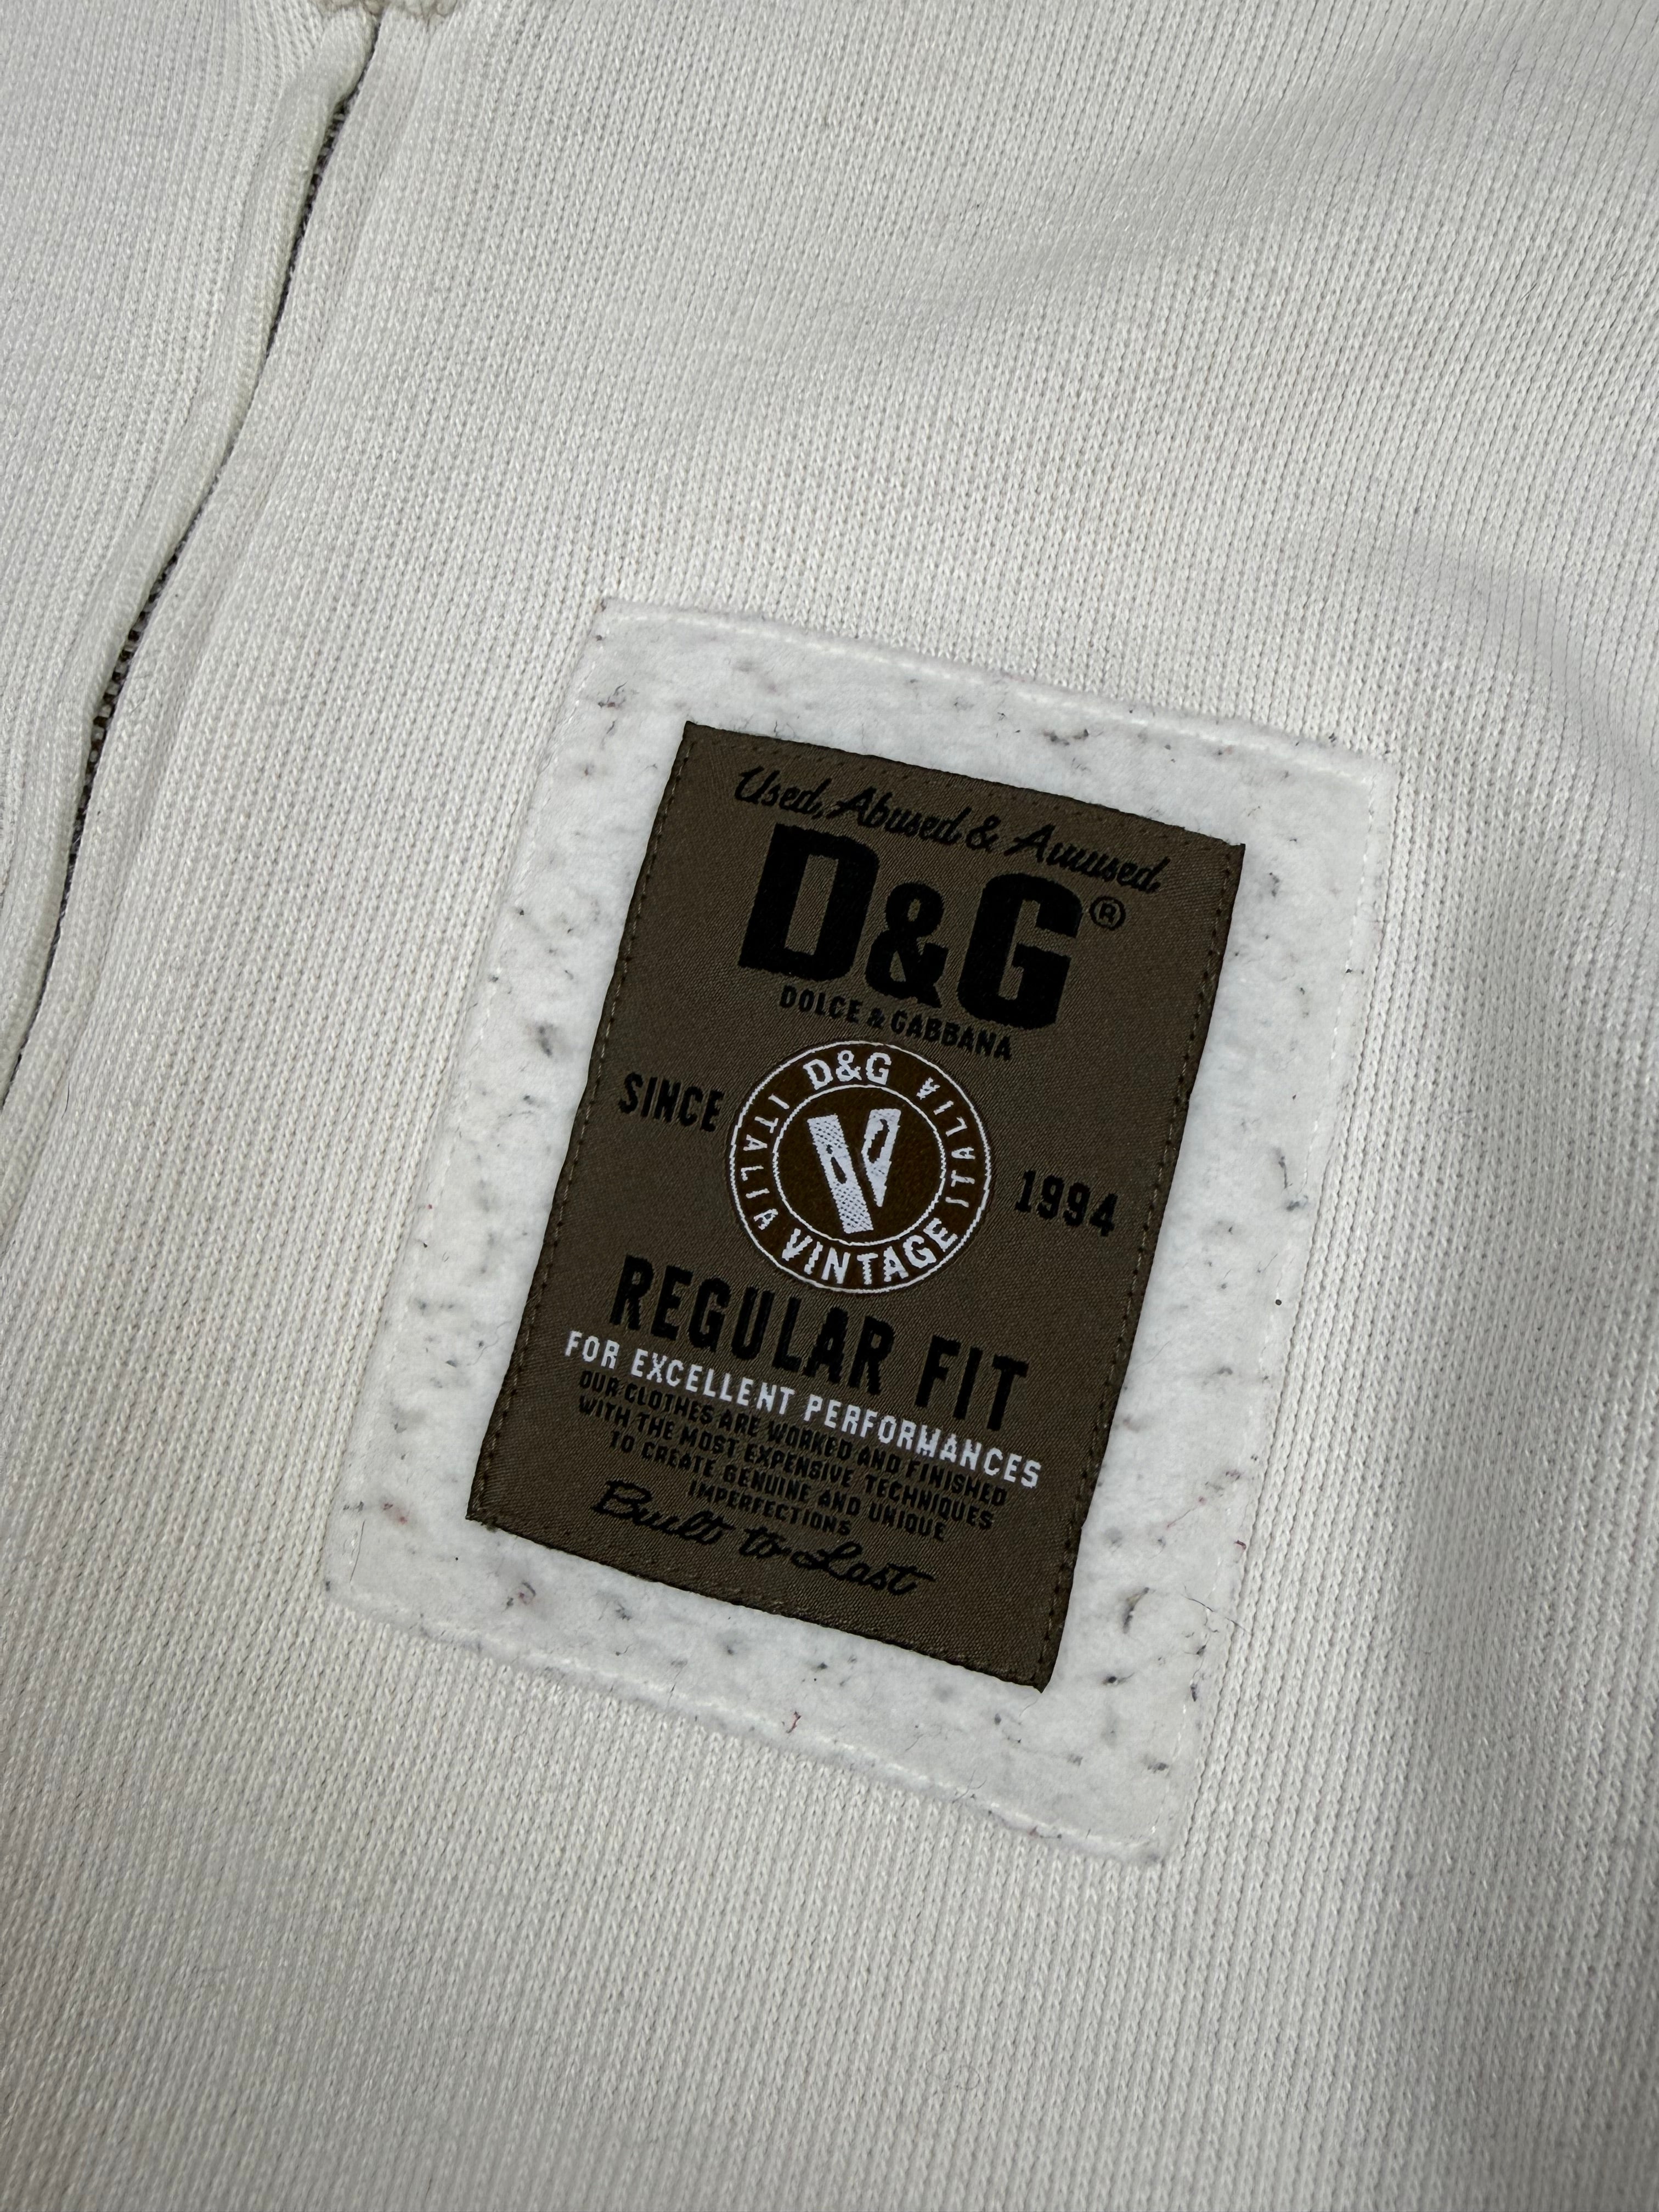 Used, Abused & Amused
D&G®
DOLCE & GABBANA
SINCE
D&G
ITALIA
ITALIA
V
VINTAGE
1994
REGULAR FIT
FOR EXCELLENT PERFORMANCES
OUR CLOTHES ARE WORKED AND FINISHED
WITH THE MOST EXPENSIVE TECHNIQUES
TO CREATE GENUINE AND UNIQUE
IMPERFECTIONS
Built to Last